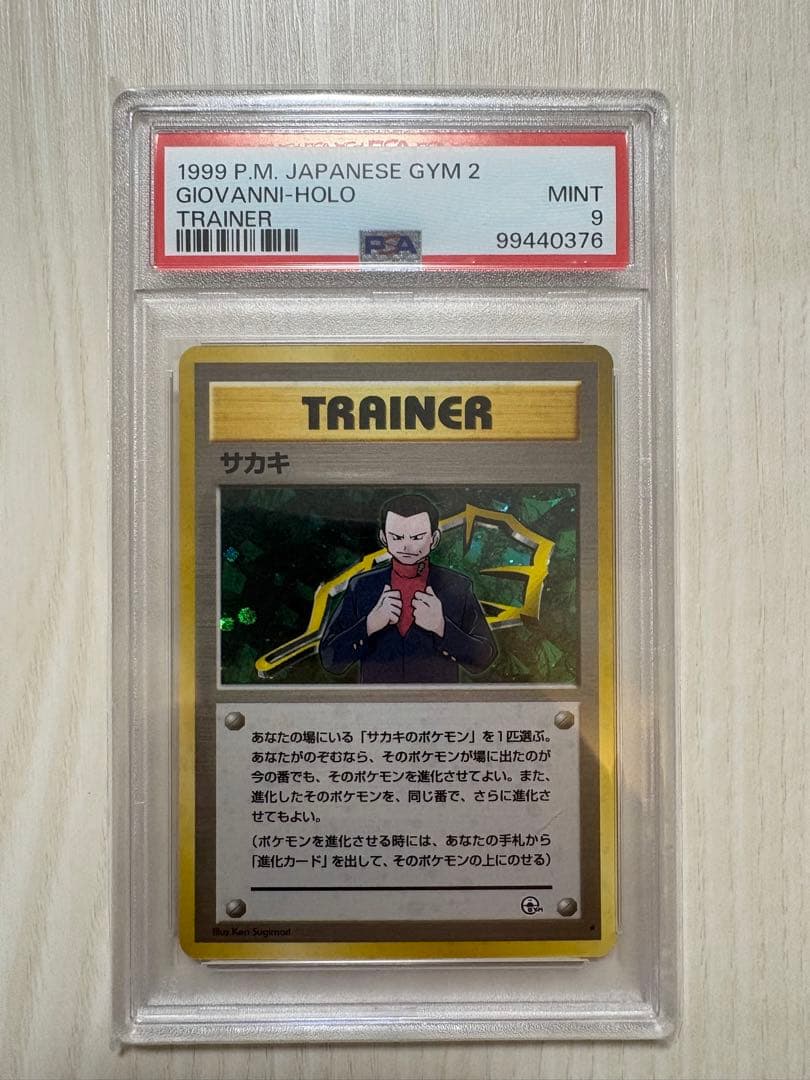 1999 P.M. JAPANESE GYM 2
GIOVANNI-HOLO MINT
TRAINER 9
PSA 99440376
TRAINER
サカキ
あなたの場にいる「サカキのポケモン」を1匹選ぶ。
あなたがのぞむなら、そのポケモンが場に出たのが
今の番でも、そのポケモンを進化させてよい。また、
進化したそのポケモンを、同じ番で、さらに進化さ
せてもよい。
(ポケモンを進化させる時には、あなたの手札から
「進化カード」を出して、そのポケモンの上にのせる)
GYM
Illus. Ken Sugimori